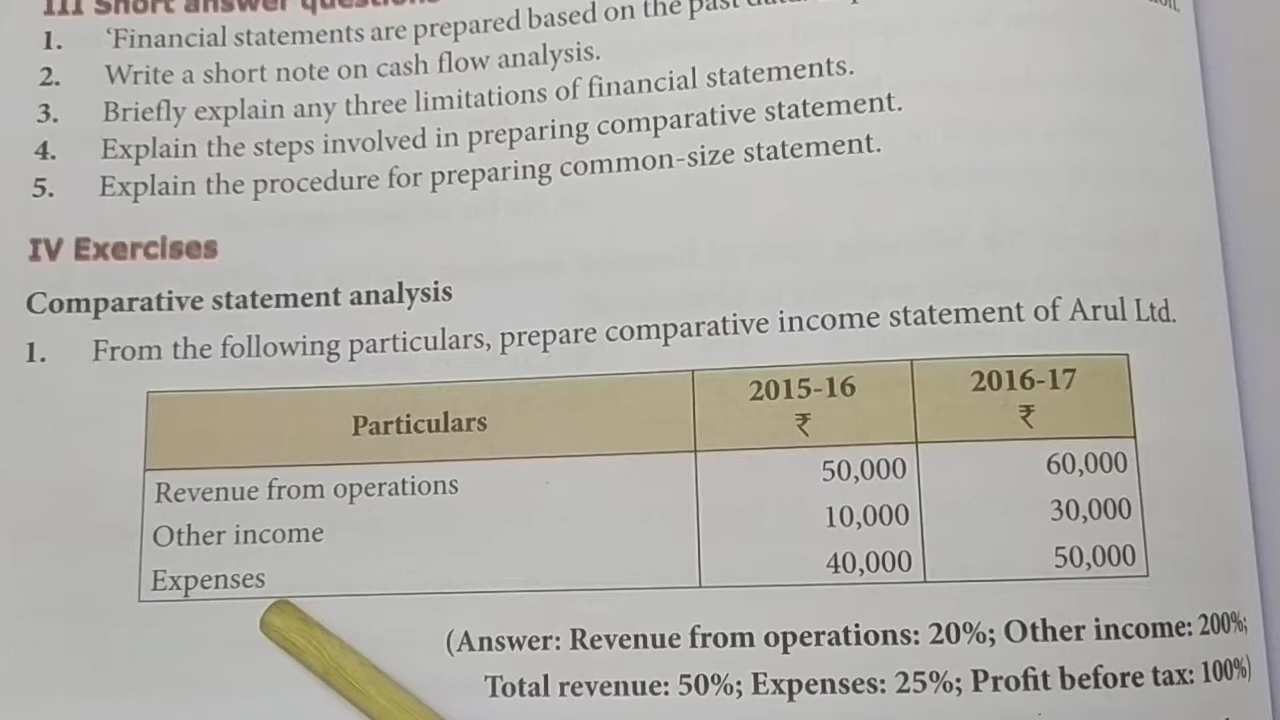 III Short answer questions
1. ‘Financial statements are prepared based on the past
2. Write a short note on cash flow analysis.
3. Briefly explain any three limitations of financial statements.
4. Explain the steps involved in preparing comparative statement.
5. Explain the procedure for preparing common-size statement.
IV Exercises
Comparative statement analysis
1. From the following particulars, prepare comparative income statement of Arul Ltd.
Particulars 2015-16 ₹ 2016-17 ₹
Revenue from operations 50,000 60,000
Other income 10,000 30,000
Expenses 40,000 50,000
(Answer: Revenue from operations: 20%; Other income: 200%;
Total revenue: 50%; Expenses: 25%; Profit before tax: 100%)